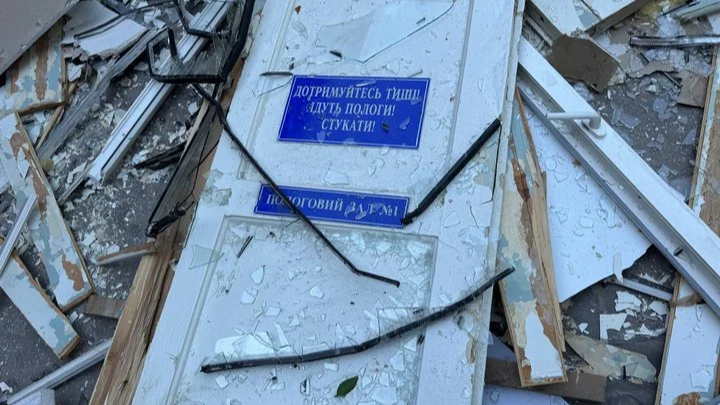 ДОТРИМУЙТЕСЬ ТИШІ!
ЙДУТЬ ПОЛОГИ!
СТУКАТИ!
ПОЛОГОВИЙ ЗАЛ №1